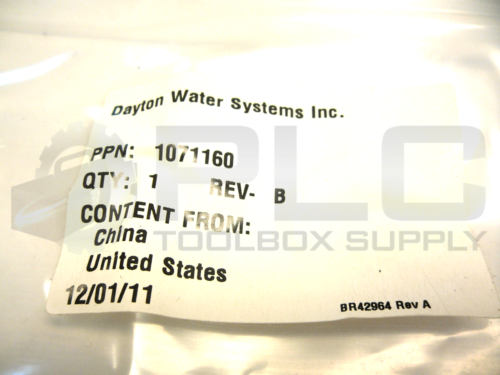 Dayton Water Systems Inc.
PPN: 1071160
QTY: 1 REV- B
CONTENT FROM:
China
United States
12/01/11
BR42964 Rev A
PLC
TOOLBOX SUPPLY